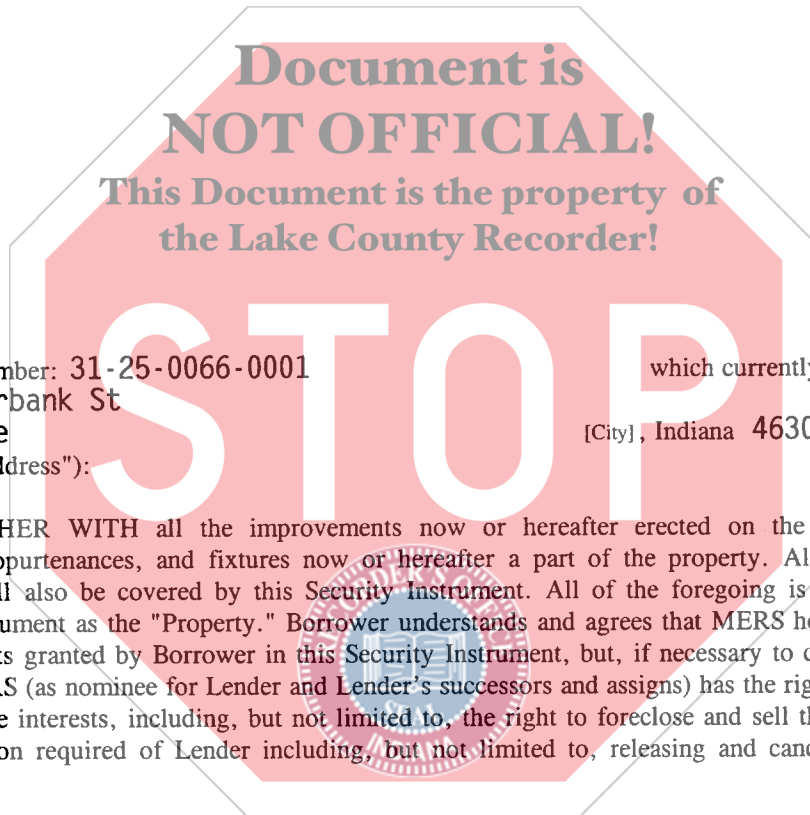 Document is
NOT OFFICIAL!
This Document is the property of
the Lake County Recorder!
STOP
mber: 31-25-0066-0001 which currently
rbank St
e [City], Indiana 4630
ddress"):
HER WITH all the improvements now or hereafter erected on the
ppurtenances, and fixtures now or hereafter a part of the property. Al
ll also be covered by this Security Instrument. All of the foregoing is
ument as the "Property." Borrower understands and agrees that MERS ho
ts granted by Borrower in this Security Instrument, but, if necessary to c
RS (as nominee for Lender and Lender's successors and assigns) has the rig
e interests, including, but not limited to, the right to foreclose and sell th
on required of Lender including, but not limited to, releasing and canc
SEAL
INDIANA